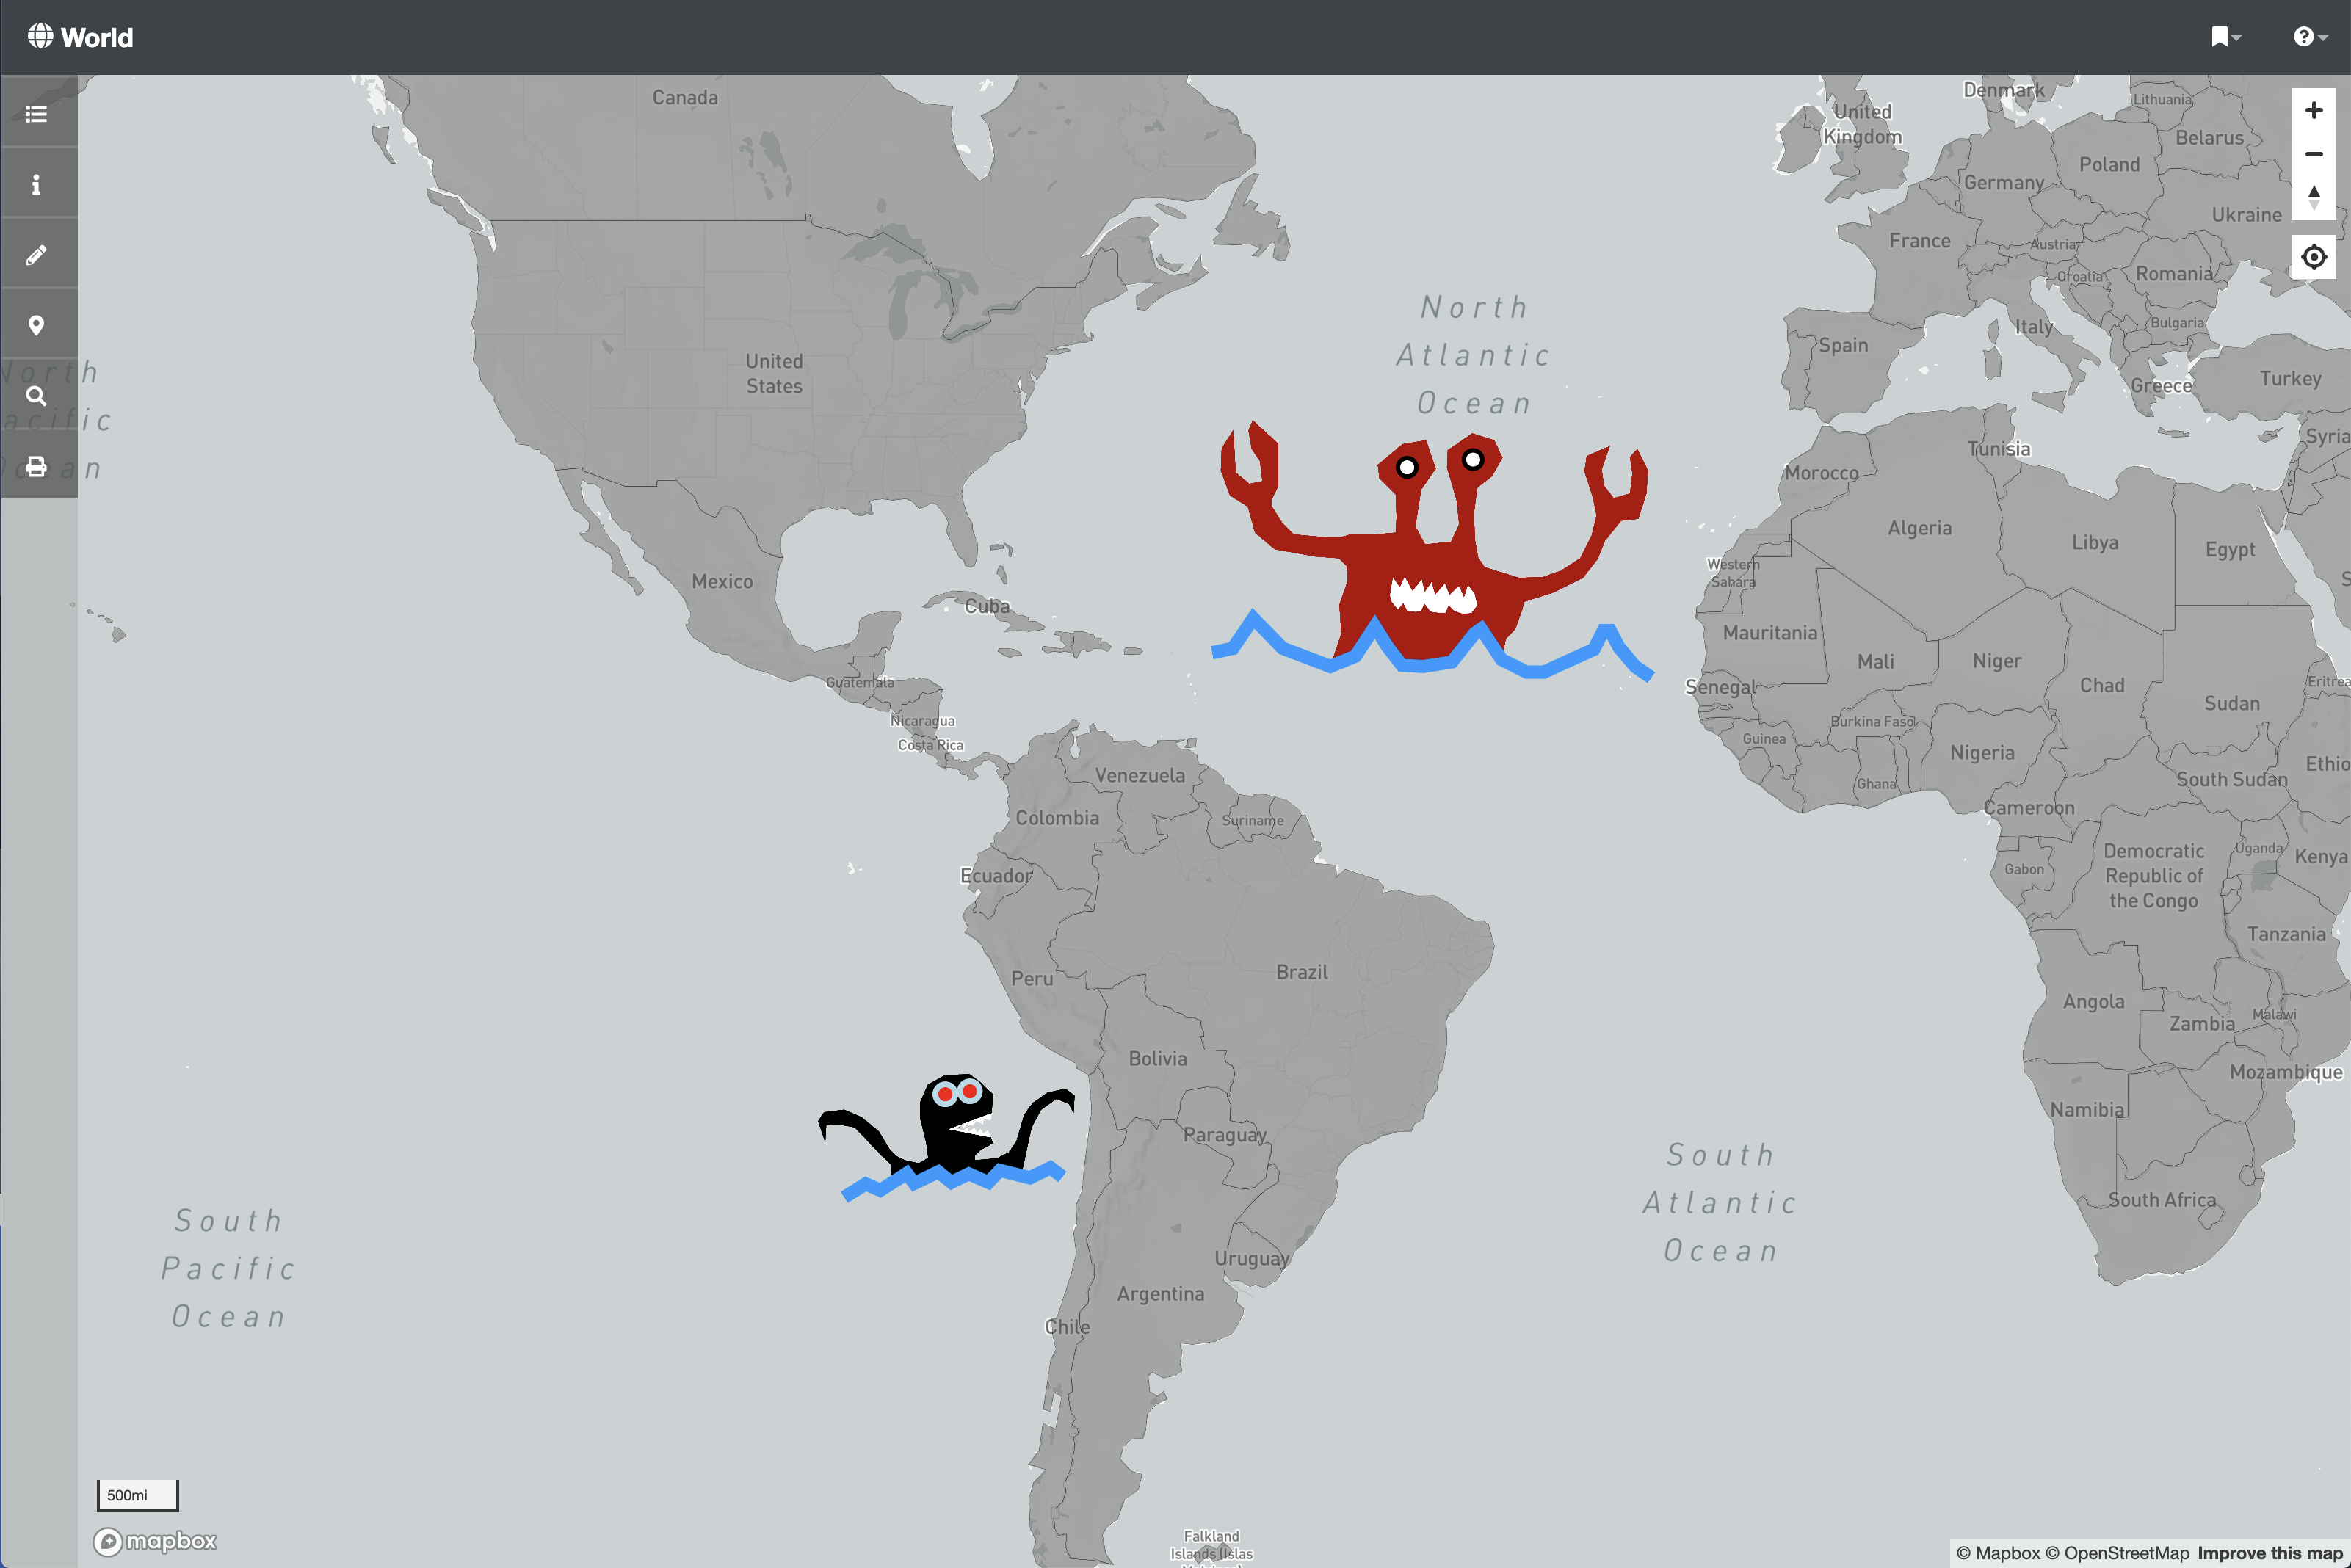 World
Canada
United
States
Mexico
Cuba
Guatemala
Nicaragua
Costa Rica
North
Atlantic
Ocean
Denmark
United
Kingdom
Lithuania
Belarus
Poland
Germany
Ukraine
France
Austria
Croatia
Romania
Italy
Bulgaria
Spain
Greece
Turkey
Syria
Tunisia
Morocco
Algeria
Libya
Egypt
Western
Sahara
Mauritania
Mali
Niger
Chad
Sudan
Eritrea
Senegal
Burkina Faso
Guinea
Nigeria
Ghana
South Sudan
Ethio
Cameroon
Uganda
Kenya
Gabon
Democratic
Republic of
the Congo
Tanzania
Angola
Zambia
Malawi
Mozambique
Namibia
South Africa
Venezuela
Colombia
Suriname
Ecuador
Peru
Brazil
Bolivia
Paraguay
Uruguay
Argentina
Chile
South
Atlantic
Ocean
North
acific
South
Pacific
Ocean
Falkland
Islands (Islas
500mi
mapbox
© Mapbox © OpenStreetMap Improve this map